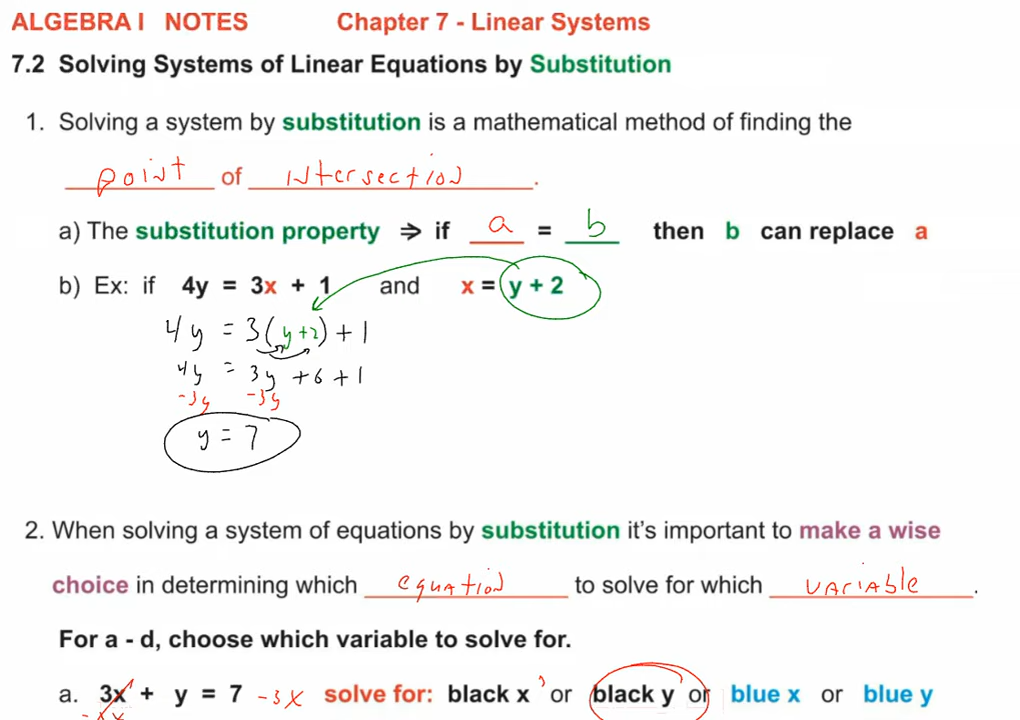 ALGEBRA I NOTES Chapter 7 - Linear Systems
7.2 Solving Systems of Linear Equations by Substitution
1. Solving a system by substitution is a mathematical method of finding the
point of intersection.
a) The substitution property ⇒ if a = b then b can replace a
b) Ex: if 4y = 3x + 1 and x = y + 2
4y = 3(y+2) + 1
4y = 3y + 6 + 1
-3y -3y
y = 7
2. When solving a system of equations by substitution it's important to make a wise
choice in determining which equation to solve for which variable.
For a - d, choose which variable to solve for.
a. 3x + y = 7 -3x solve for: black x or black y or blue x or blue y